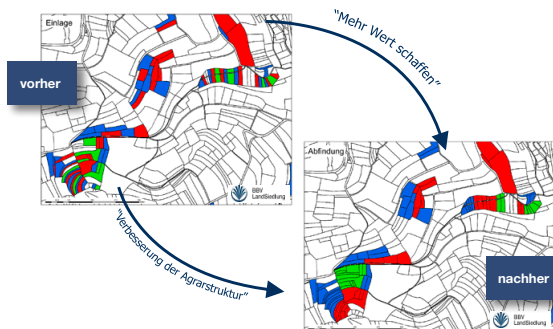 Einlage
"Mehr Wert schaffen"
vorher
Abfindung
BBV
LandSiedlung
"Verbesserung der Agrarstruktur"
nachher
BBV
LandSiedlung